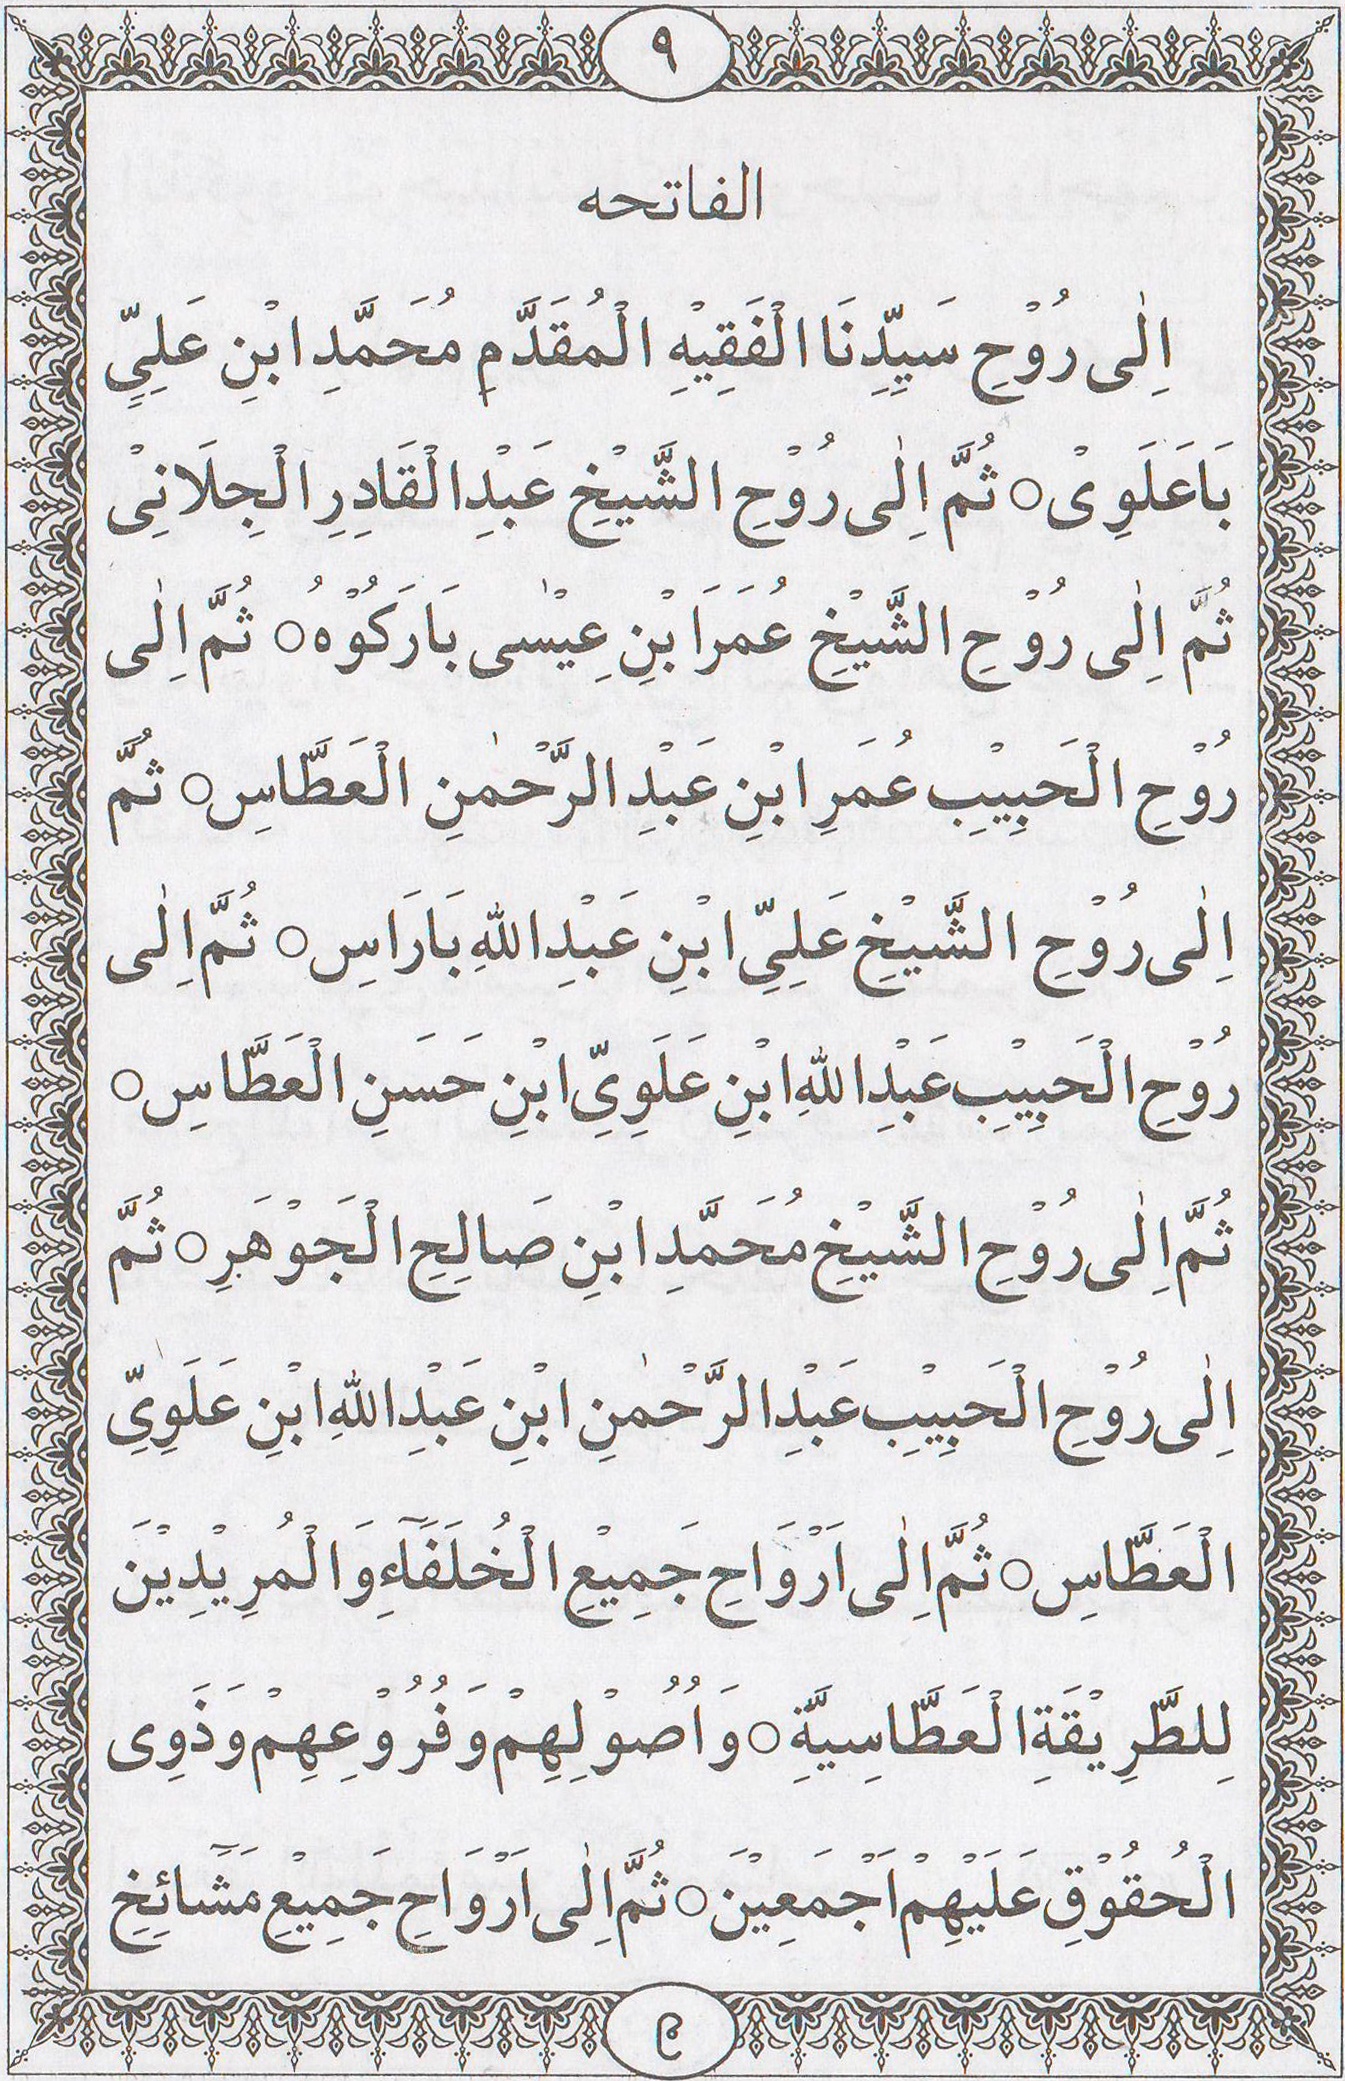 ٩
الفاتحه
اِلٰى رُوْحِ سَيِّدِنَا الْفَقِيْهِ الْمُقَدَّمِ مُحَمَّدِ ابْنِ عَلِيٍّ
بَاعَلَوِىْ○ ثُمَّ اِلٰى رُوْحِ الشَّيْخِ عَبْدِالْقَادِرِ الْجِلَانِىْ
ثُمَّ اِلٰى رُوْحِ الشَّيْخِ عُمَرَابْنِ عِيْسٰى بَارَكُوْهُ○ ثُمَّ اِلٰى
رُوْحِ الْحَبِيْبِ عُمَرِ ابْنِ عَبْدِ الرَّحْمٰنِ الْعَطَّاسِ○ ثُمَّ
اِلٰى رُوْحِ الشَّيْخِ عَلِىِّ ابْنِ عَبْدِاللهِ بَارَاسِ○ ثُمَّ اِلٰى
رُوْحِ الْحَبِيْبِ عَبْدِاللهِ ابْنِ عَلَوِىِّ ابْنِ حَسَنِ الْعَطَّاسِ○
ثُمَّ اِلٰى رُوْحِ الشَّيْخِ مُحَمَّدِ ابْنِ صَالِحِ الْجَوْهَرِ○ ثُمَّ
اِلٰى رُوْحِ الْحَبِيْبِ عَبْدِ الرَّحْمٰنِ ابْنِ عَبْدِاللهِ ابْنِ عَلَوِىِّ
الْعَطَّاسِ○ ثُمَّ اِلٰى اَرْوَاحِ جَمِيْعِ الْخُلَفَآءِ وَالْمُرِيْدِيْنَ
لِلطَّرِيْقَةِ الْعَطَّاسِيَّةِ○ وَاُصُوْلِهِمْ وَفُرُوْعِهِمْ وَذَوِى
الْحُقُوْقِ عَلَيْهِمْ اَجْمَعِيْنَ○ ثُمَّ اِلٰى اَرْوَاحِ جَمِيْعِ مَشَآئِخِ
٩